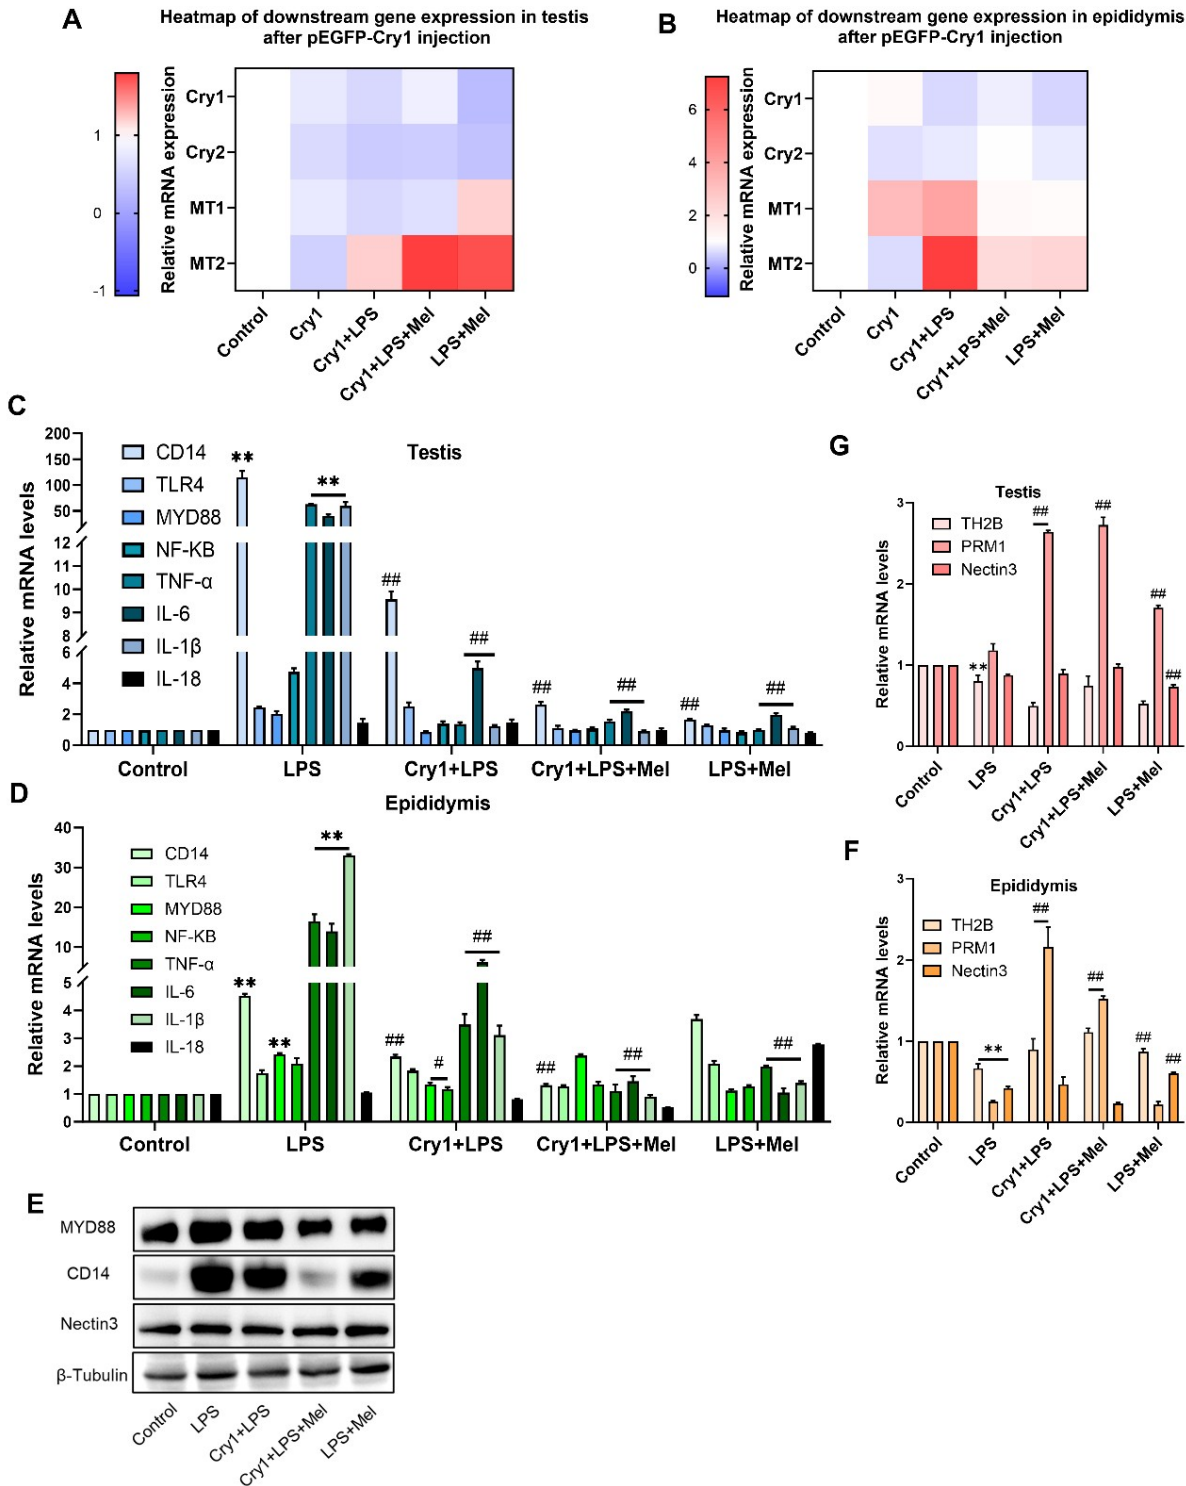 A
Heatmap of downstream gene expression in testis
after pEGFP-Cry1 injection
1
0
-1
Relative mRNA expression
Cry1
Cry2
MT1
MT2
Control
Cry1
Cry1+LPS
Cry1+LPS+Mel
LPS+Mel
B
Heatmap of downstream gene expression in epididymis
after pEGFP-Cry1 injection
6
4
2
0
Relative mRNA expression
Cry1
Cry2
MT1
MT2
Control
Cry1
Cry1+LPS
Cry1+LPS+Mel
LPS+Mel
C
Testis
Relative mRNA levels
200
150
100
50
12
11
10
9
8
6
4
2
0
CD14
TLR4
MYD88
NF-KB
TNF-α
IL-6
IL-1β
IL-18
**
**
##
##
##
##
##
##
Control
LPS
Cry1+LPS
Cry1+LPS+Mel
LPS+Mel
G
Testis
Relative mRNA levels
3
2
1
0
TH2B
PRM1
Nectin3
**
##
##
##
##
Control
LPS
Cry1+LPS
Cry1+LPS+Mel
LPS+Mel
D
Epididymis
Relative mRNA levels
40
30
20
10
5
4
3
2
1
0
CD14
TLR4
MYD88
NF-KB
TNF-α
IL-6
IL-1β
IL-18
**
**
**
##
#
##
##
##
##
Control
LPS
Cry1+LPS
Cry1+LPS+Mel
LPS+Mel
F
Epididymis
Relative mRNA levels
3
2
1
0
TH2B
PRM1
Nectin3
**
##
##
##
##
Control
LPS
Cry1+LPS
Cry1+LPS+Mel
LPS+Mel
E
MYD88
CD14
Nectin3
β-Tubulin
Control
LPS
Cry1+LPS
Cry1+LPS+Mel
LPS+Mel